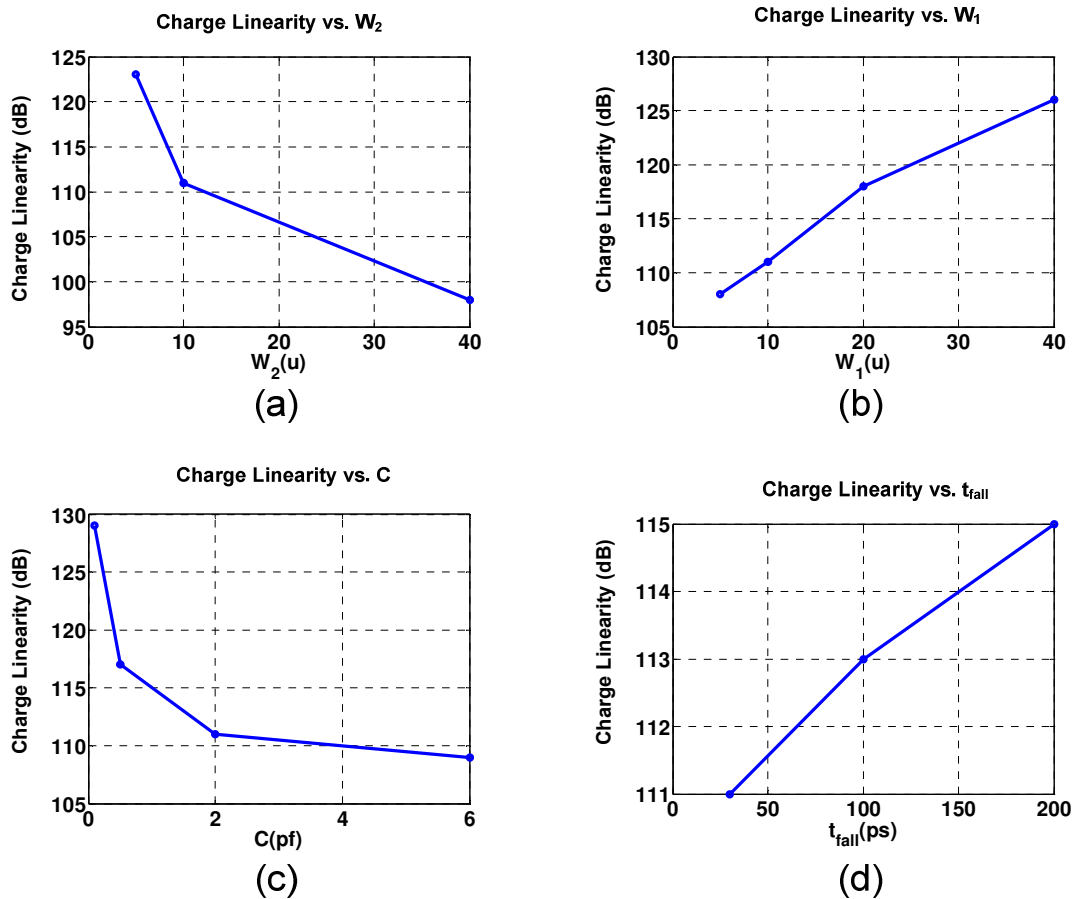 Charge Linearity vs. W2
Charge Linearity (dB)
125
120
115
110
105
100
95
0
10
20
30
40
W2(u)
(a)
Charge Linearity vs. W1
Charge Linearity (dB)
130
125
120
115
110
105
0
10
20
30
40
W1(u)
(b)
Charge Linearity vs. C
Charge Linearity (dB)
130
125
120
115
110
105
0
2
4
6
C(pf)
(c)
Charge Linearity vs. tfall
Charge Linearity (dB)
115
114
113
112
111
0
50
100
150
200
tfall(ps)
(d)